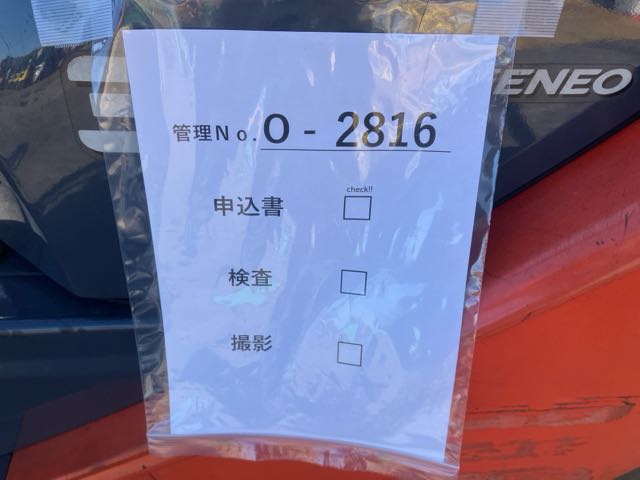 ENEO
管理No. O - 2816
check!!
申込書 □
検査 □
撮影 □